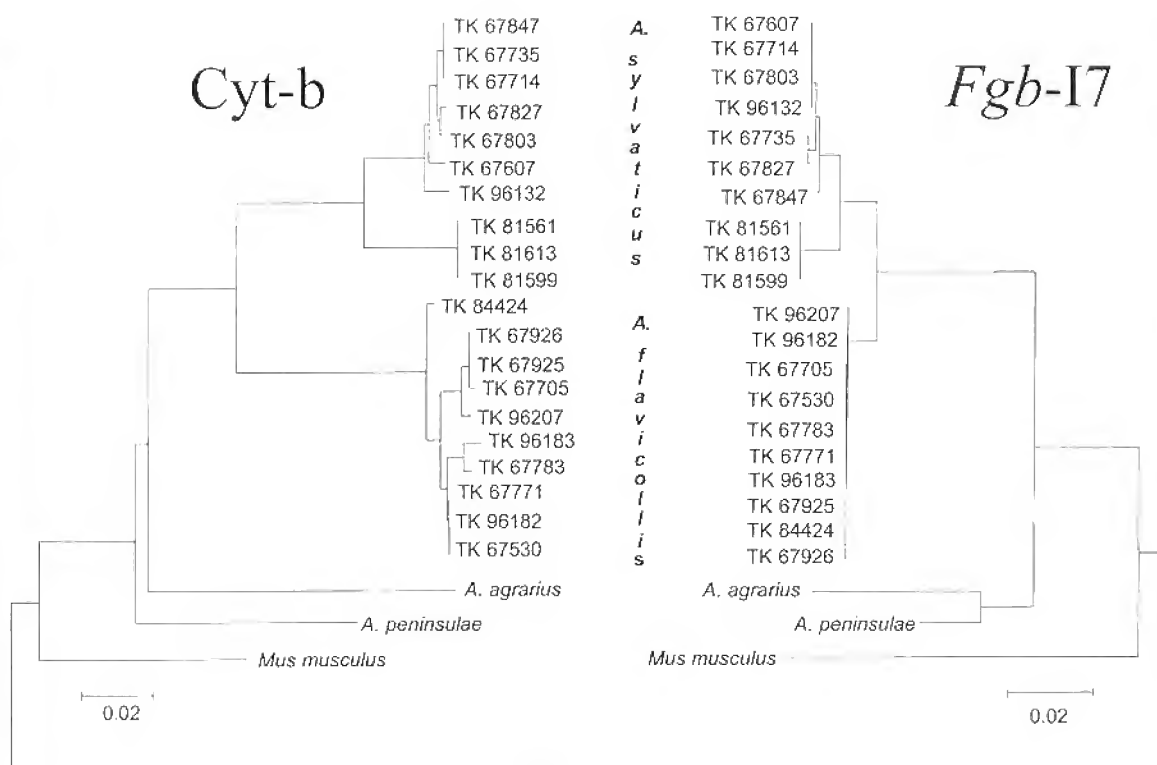 Cyt-b
TK 67847
TK 67735
TK 67714
TK 67827
TK 67803
TK 67607
TK 96132
TK 81561
TK 81613
TK 81599
TK 84424
TK 67926
TK 67925
TK 67705
TK 96207
TK 96183
TK 67783
TK 67771
TK 96182
TK 67530
A. agrarius
A. peninsulae
Mus musculus
0.02
A. sylvaticus
A. flavicollis
Fgb-I7
TK 67607
TK 67714
TK 67803
TK 96132
TK 67735
TK 67827
TK 67847
TK 81561
TK 81613
TK 81599
TK 96207
TK 96182
TK 67705
TK 67530
TK 67783
TK 67771
TK 96183
TK 67925
TK 84424
TK 67926
A. agrarius
A. peninsulae
Mus musculus
0.02